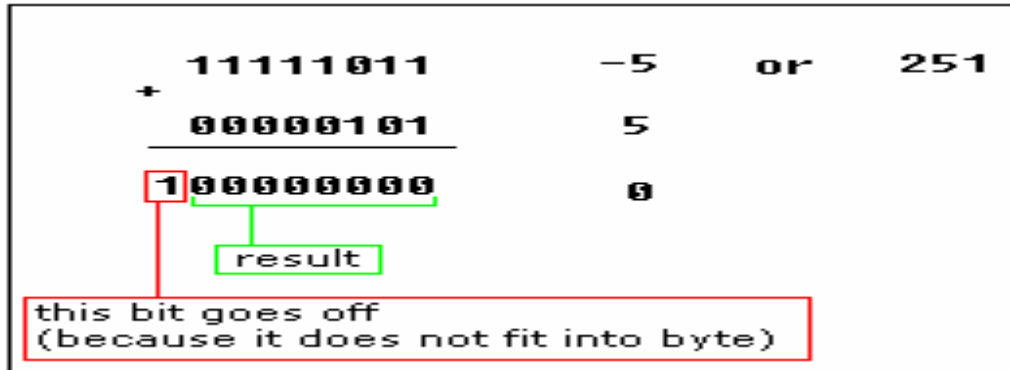 11111011 -5 or 251
+
00000101 5
100000000 0
result
this bit goes off
(because it does not fit into byte)